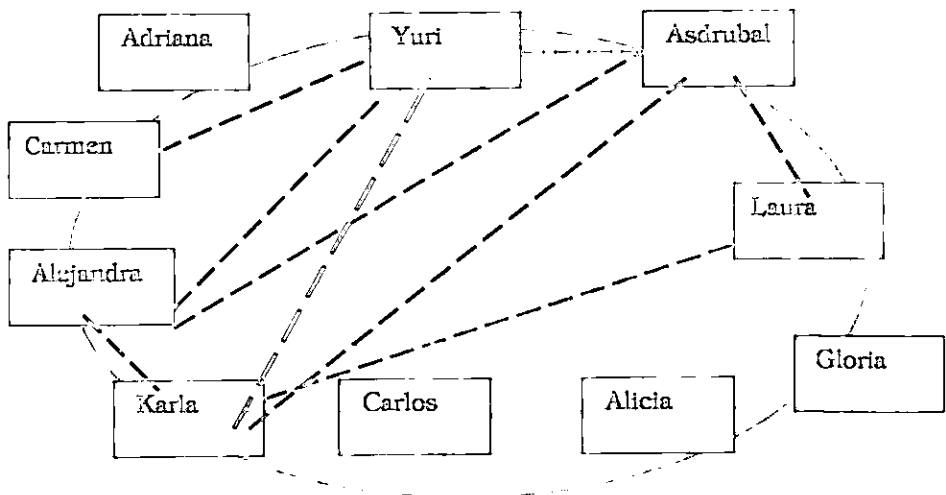 Adriana
Yuri
Asdrubal
Carmen
Laura
Alejandra
Gloria
Karla
Carlos
Alicia